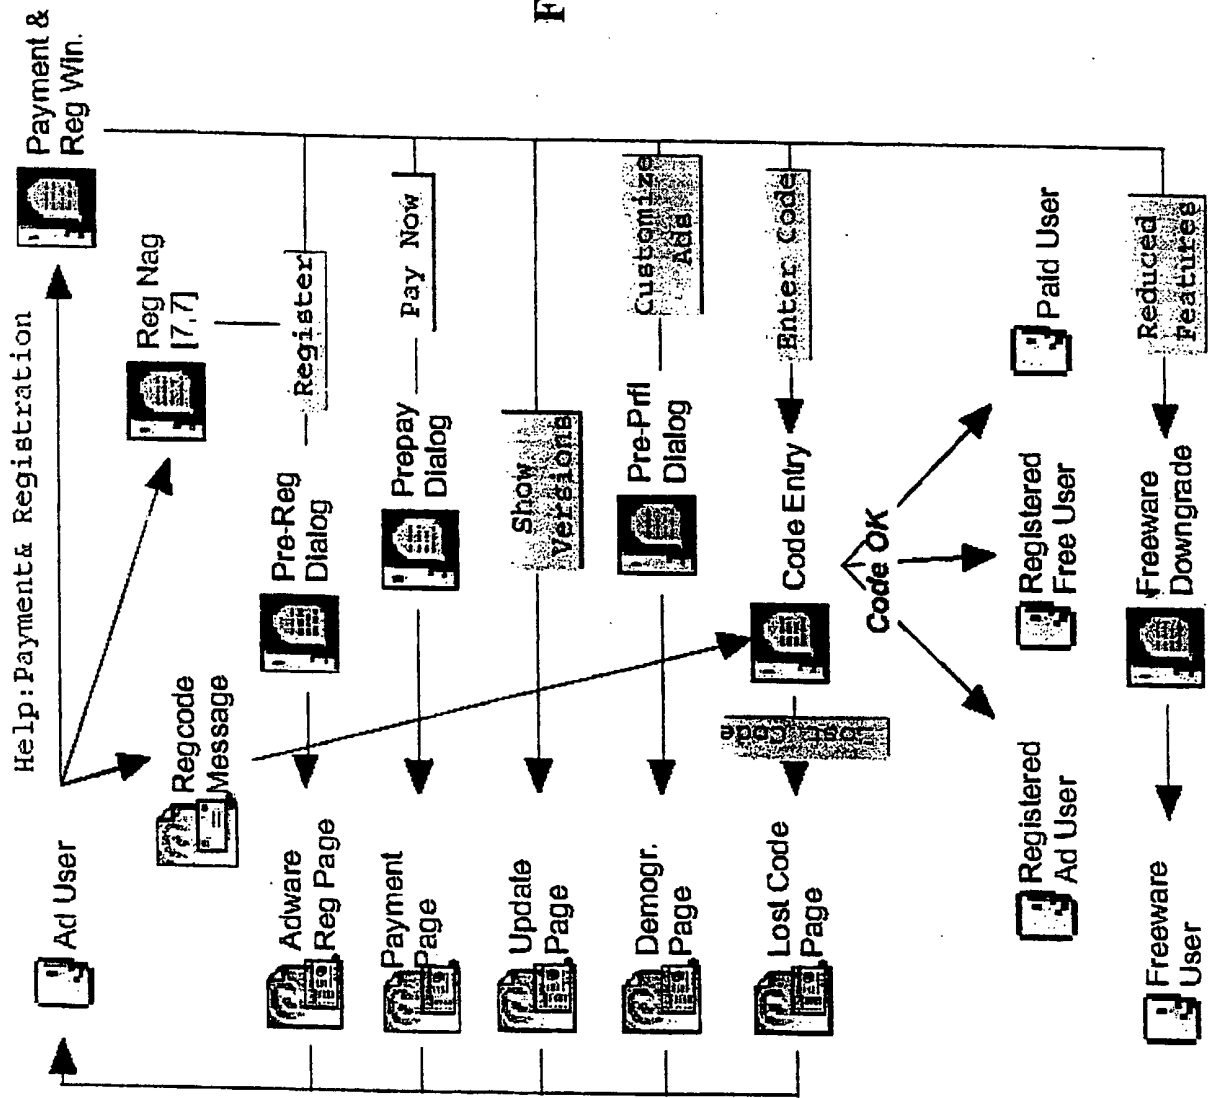 Help:Payment& Registration
Ad User
Payment &
Reg Win.
Reg Nag
[7,7]
Regcode
Message
Adware
Reg Page
Pre-Reg
Dialog
Register
Payment
Page
Prepay
Dialog
Pay Now
Update
Page
Show
Versions
Demogr.
Page
Pre-Prfl
Dialog
Customize
Ads
Lost Code
Page
Lost Code
Code Entry
Enter Code
Code OK
Registered
Ad User
Registered
Free User
Paid User
Freeware
User
Freeware
Downgrade
Reduced
Features
F